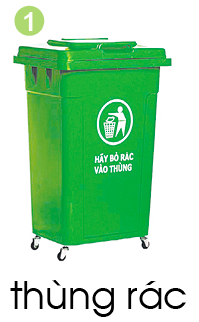 1
HÃY BỎ RÁC
VÀO THÙNG
thùng rác